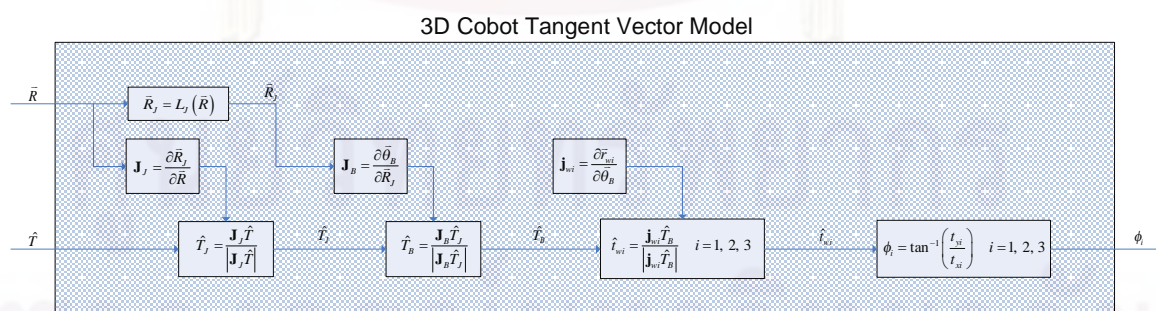 3D Cobot Tangent Vector Model
R⃗
R⃗_J = L_J (R⃗)
R⃗_J
J_J = ∂R⃗_J / ∂R⃗
J_B = ∂θ⃗_B / ∂R⃗_J
j_wi = ∂r⃗_wi / ∂θ⃗_B
T̂
T̂_J = J_J T̂ / |J_J T̂|
T̂_J
T̂_B = J_B T̂_J / |J_B T̂_J|
T̂_B
t̂_wi = j_wi T̂_B / |j_wi T̂_B| i = 1, 2, 3
t̂_wi
ϕ_i = tan⁻¹ (t_yi / t_xi) i = 1, 2, 3
ϕ_i